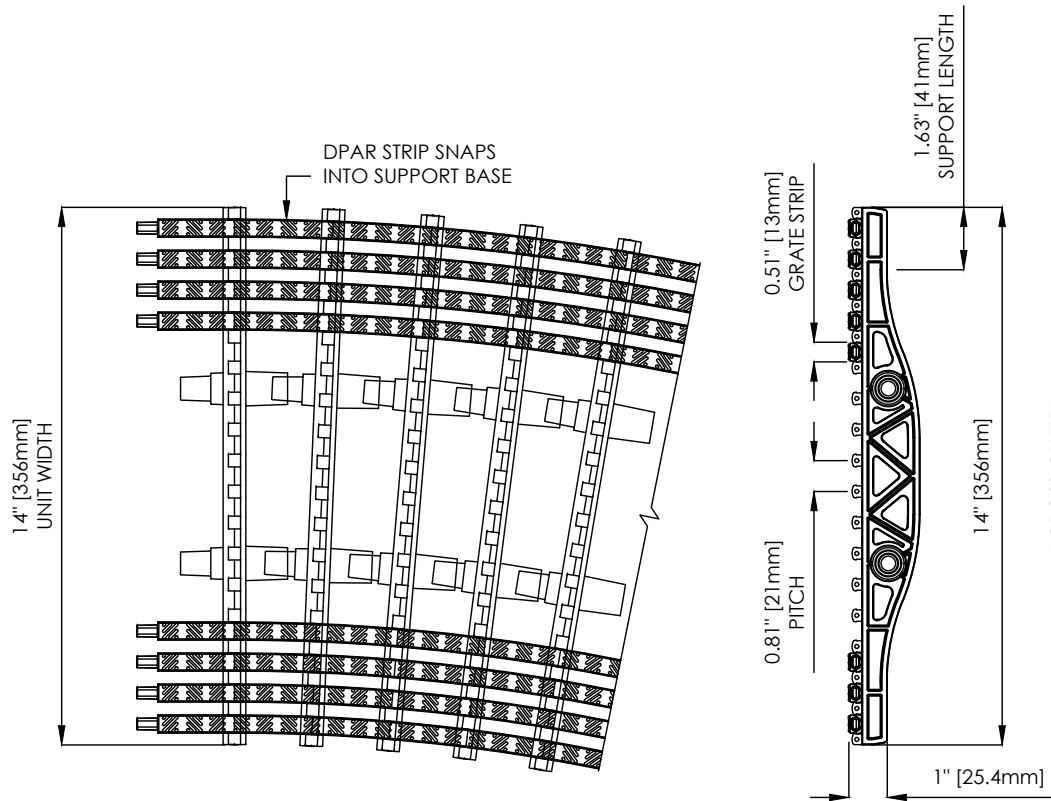 DPAR STRIP SNAPS
INTO SUPPORT BASE
14" [356mm]
UNIT WIDTH
1.63" [41mm]
SUPPORT LENGTH
0.51" [13mm]
GRATE STRIP
0.81" [21mm]
PITCH
14" [356mm]
1" [25.4mm]